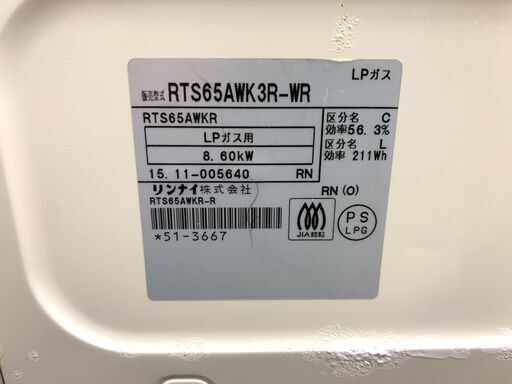 LPガス
販売型式 RTS65AWK3R-WR
RTS65AWKR
LPガス用
8.60kW
15.11-005640 RN
区分名 C
効率56.3%
区分名 L
効率 211Wh
リンナイ株式会社
RN(O)
RTS65AWKR-R
*51-3667
JIA認証
PS
LPG